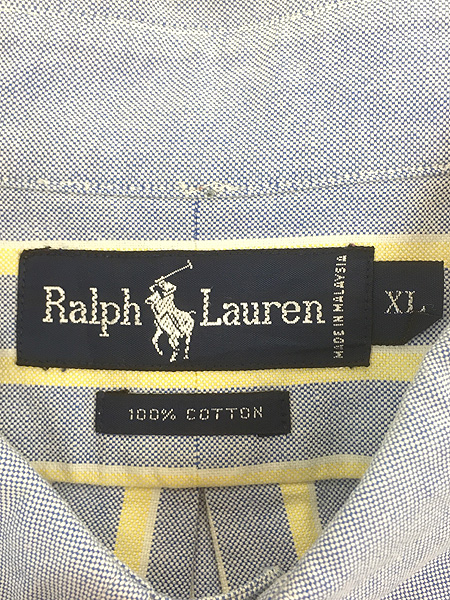 Ralph Lauren
MADE IN MALAYSIA
XL
100% COTTON